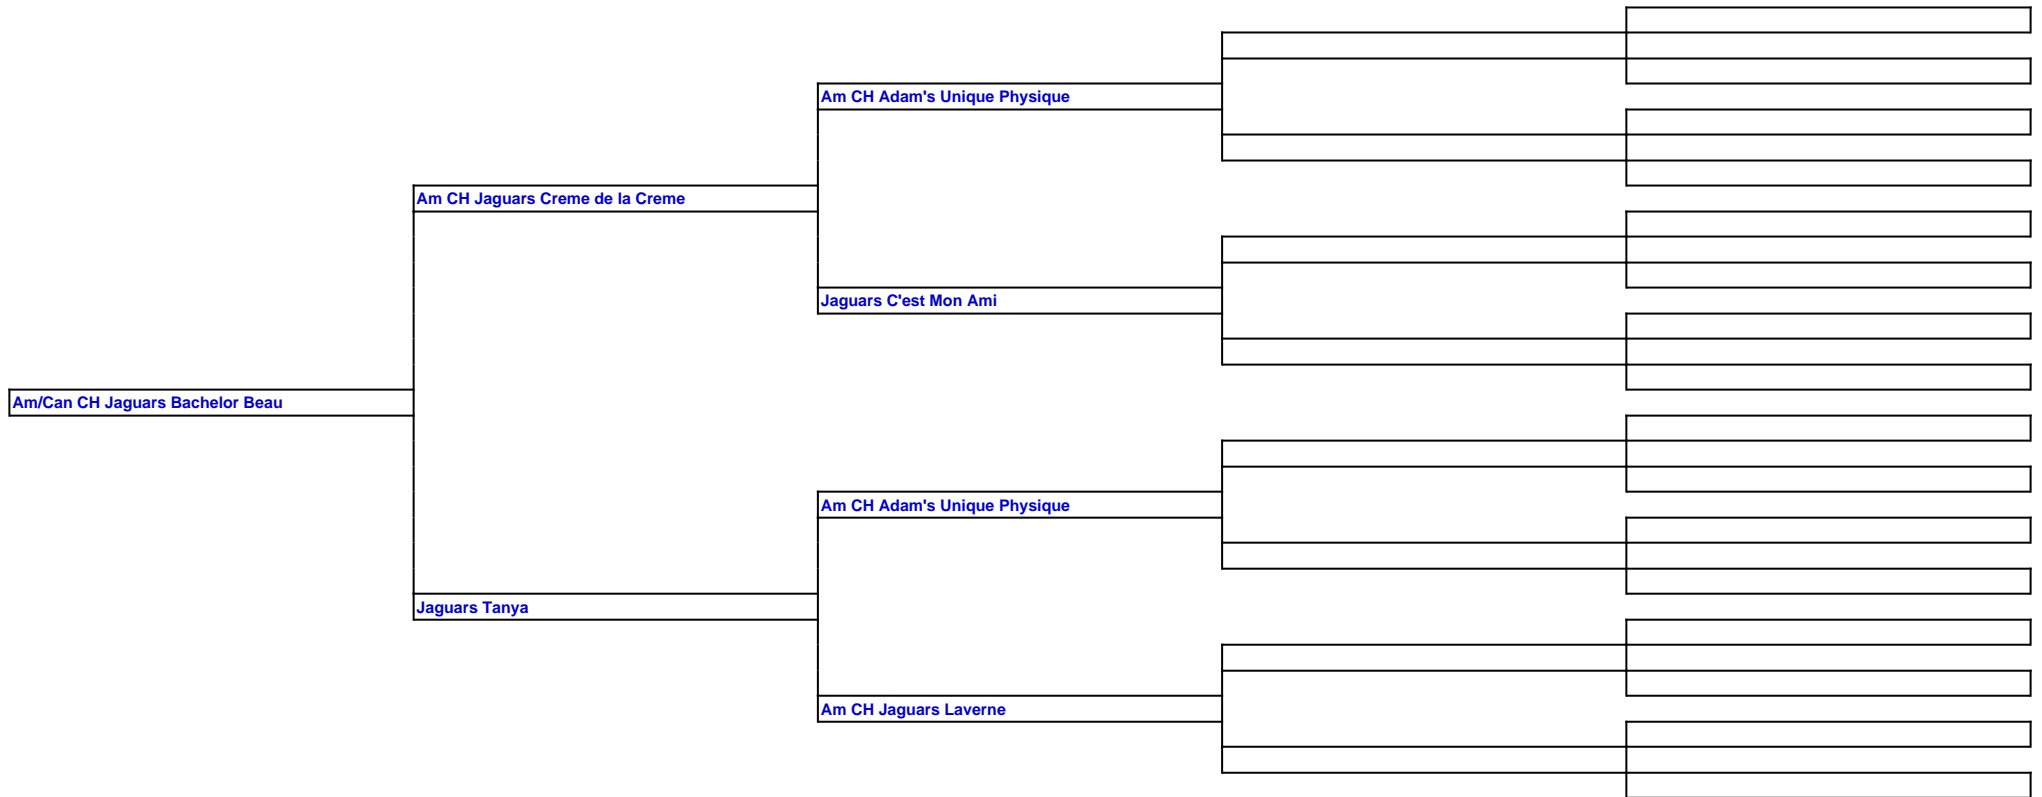 Am CH Adam's Unique Physique
Am CH Jaguars Creme de la Creme
Jaguars C'est Mon Ami
Am/Can CH Jaguars Bachelor Beau
Am CH Adam's Unique Physique
Jaguars Tanya
Am CH Jaguars Laverne